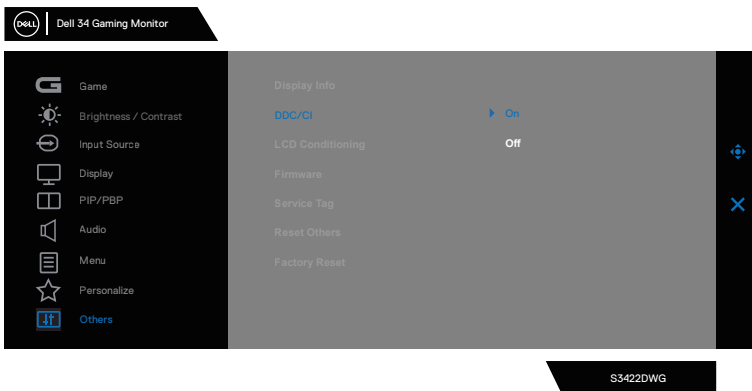 DELL
Dell 34 Gaming Monitor
Game
Display Info
Brightness / Contrast
DDC/CI
On
Input Source
LCD Conditioning
Off
Display
Firmware
PIP/PBP
Service Tag
Audio
Reset Others
Menu
Factory Reset
Personalize
Others
S3422DWG